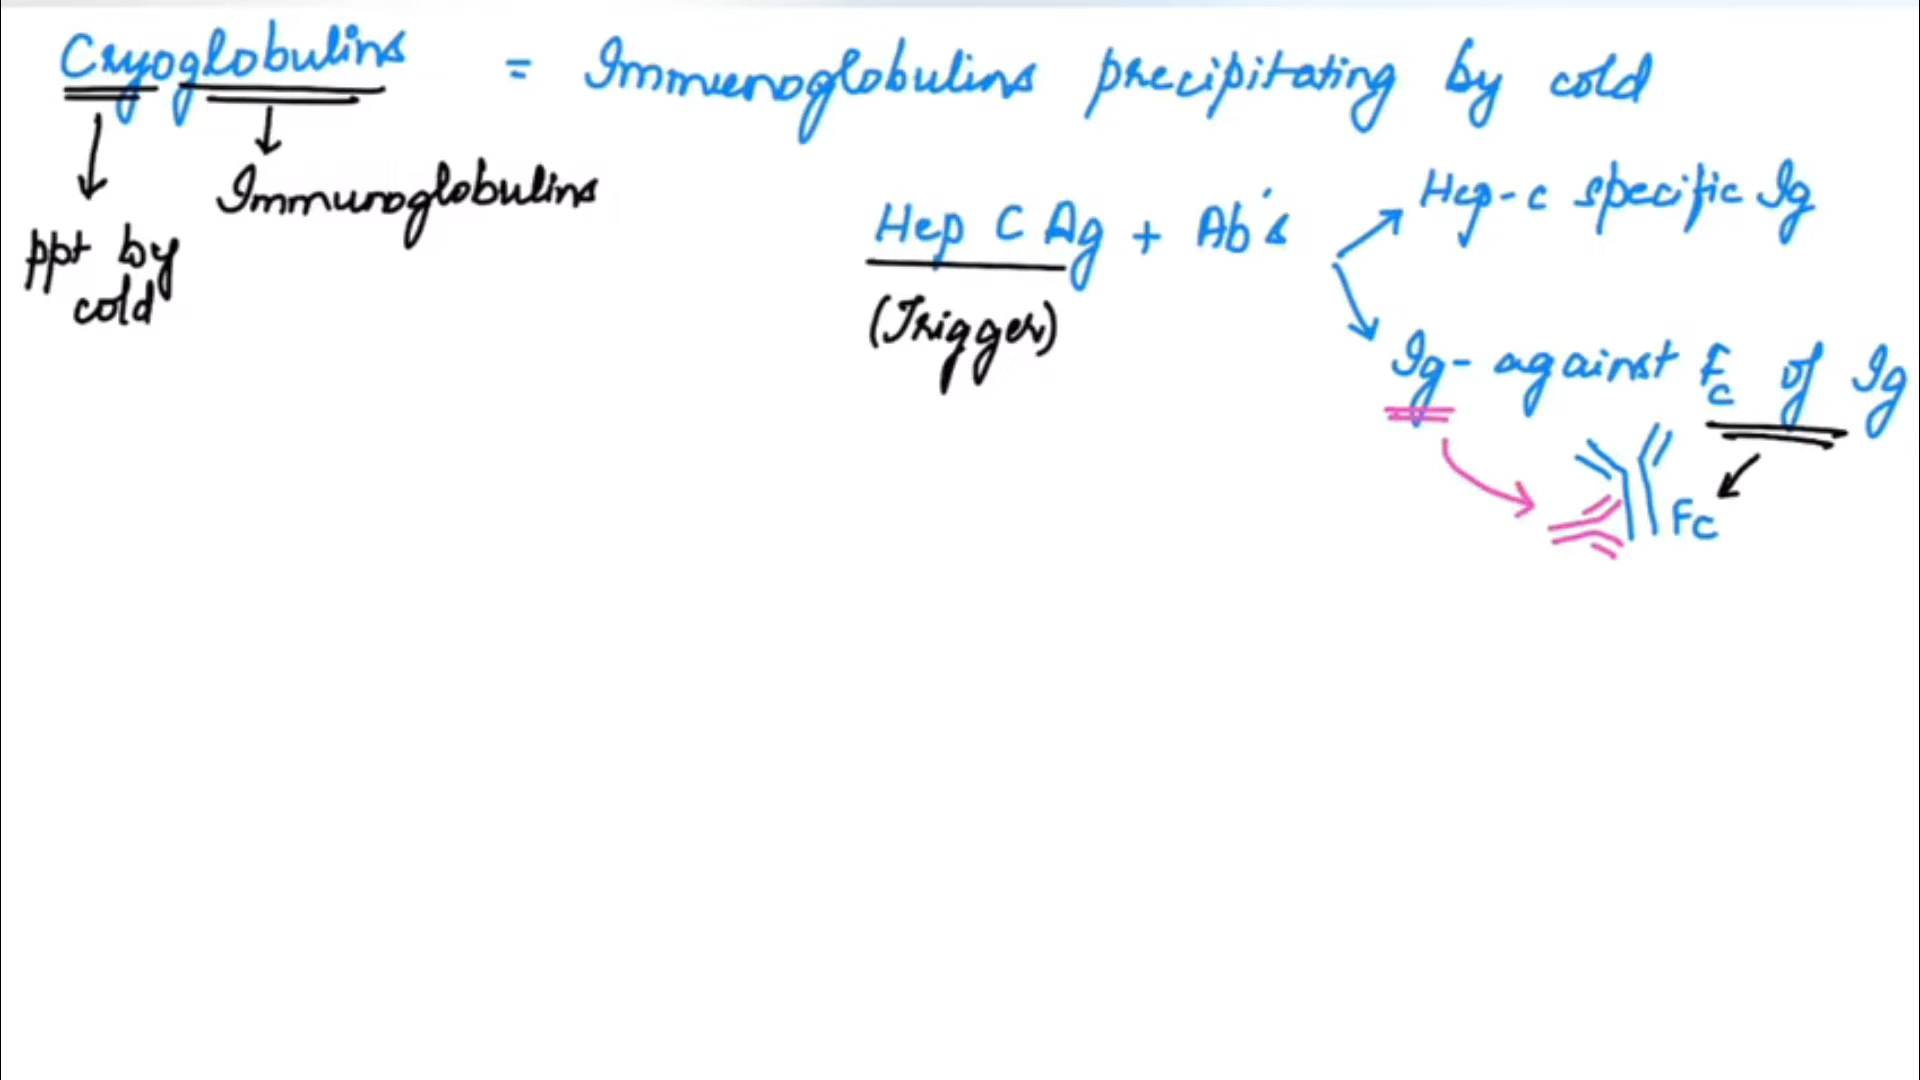 Cryoglobulins = Immunoglobulins precipitating by cold
Immunoglobulins
ppt by
cold
Hep C Ag + Ab's
(Trigger)
Hep-c specific Ig
Ig- against Fc of Ig
Fc